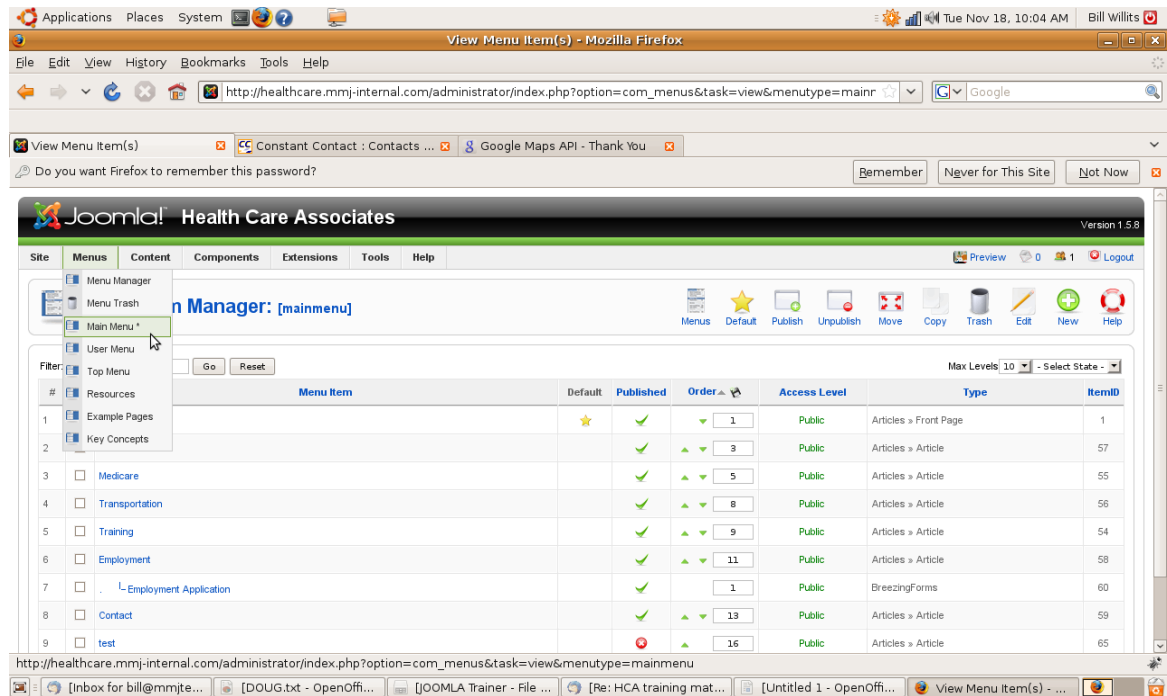 Applications Places System Tue Nov 18, 10:04 AM Bill Willits
View Menu Item(s) - Mozilla Firefox
File Edit View History Bookmarks Tools Help
http://healthcare.mmj-internal.com/administrator/index.php?option=com_menus&task=view&menutype=mainr Google
View Menu Item(s) Constant Contact : Contacts ... Google Maps API - Thank You
Do you want Firefox to remember this password? Remember Never for This Site Not Now
Joomla! Health Care Associates
Version 1.5.8
Site Menus Content Components Extensions Tools Help Preview 0 1 Logout
Menu Manager
Menu Trash
Main Menu *
User Menu
Top Menu
Resources
Example Pages
Key Concepts
Manager: [mainmenu]
Menus Default Publish Unpublish Move Copy Trash Edit New Help
Filter: Go Reset Max Levels 10 - Select State -
# Menu Item Default Published Order Access Level Type ItemID
1 1 Public Articles » Front Page 1
2 3 Public Articles » Article 57
3 Medicare 5 Public Articles » Article 55
4 Transportation 8 Public Articles » Article 56
5 Training 9 Public Articles » Article 54
6 Employment 11 Public Articles » Article 58
7 . Employment Application 1 Public BreezingForms 60
8 Contact 13 Public Articles » Article 59
9 test 16 Public Articles » Article 65
http://healthcare.mmj-internal.com/administrator/index.php?option=com_menus&task=view&menutype=mainmenu
[Inbox for bill@mmjte... [DOUG.txt - OpenOffi... [JOOMLA Trainer - File ... [Re: HCA training mat... [Untitled 1 - OpenOffi... View Menu Item(s) - ...